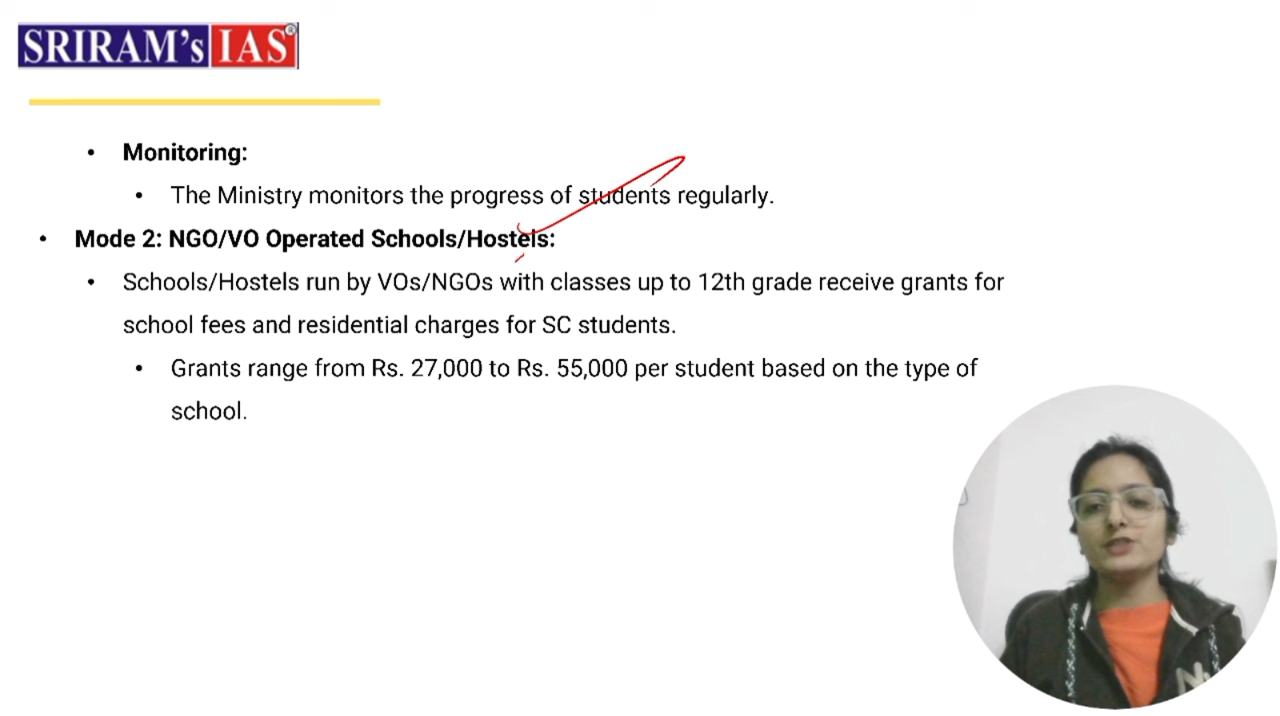 SRIRAM's IAS®
• Monitoring:
• The Ministry monitors the progress of students regularly.
• Mode 2: NGO/VO Operated Schools/Hostels:
• Schools/Hostels run by VOs/NGOs with classes up to 12th grade receive grants for
school fees and residential charges for SC students.
• Grants range from Rs. 27,000 to Rs. 55,000 per student based on the type of
school.